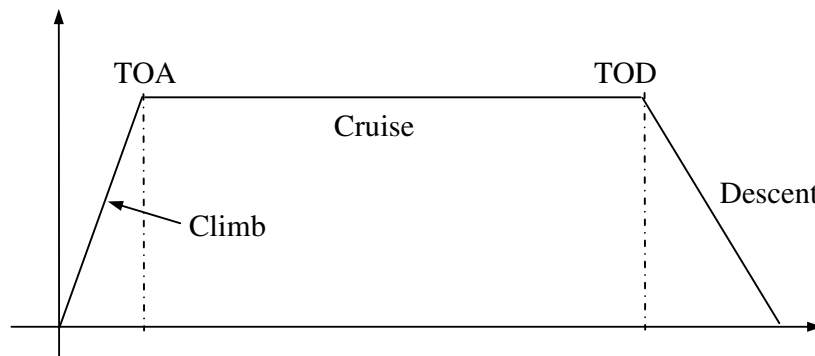 TOA
TOD
Cruise
Descent
Climb